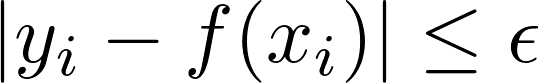 |y_i − f(x_i)| ≤ ϵ